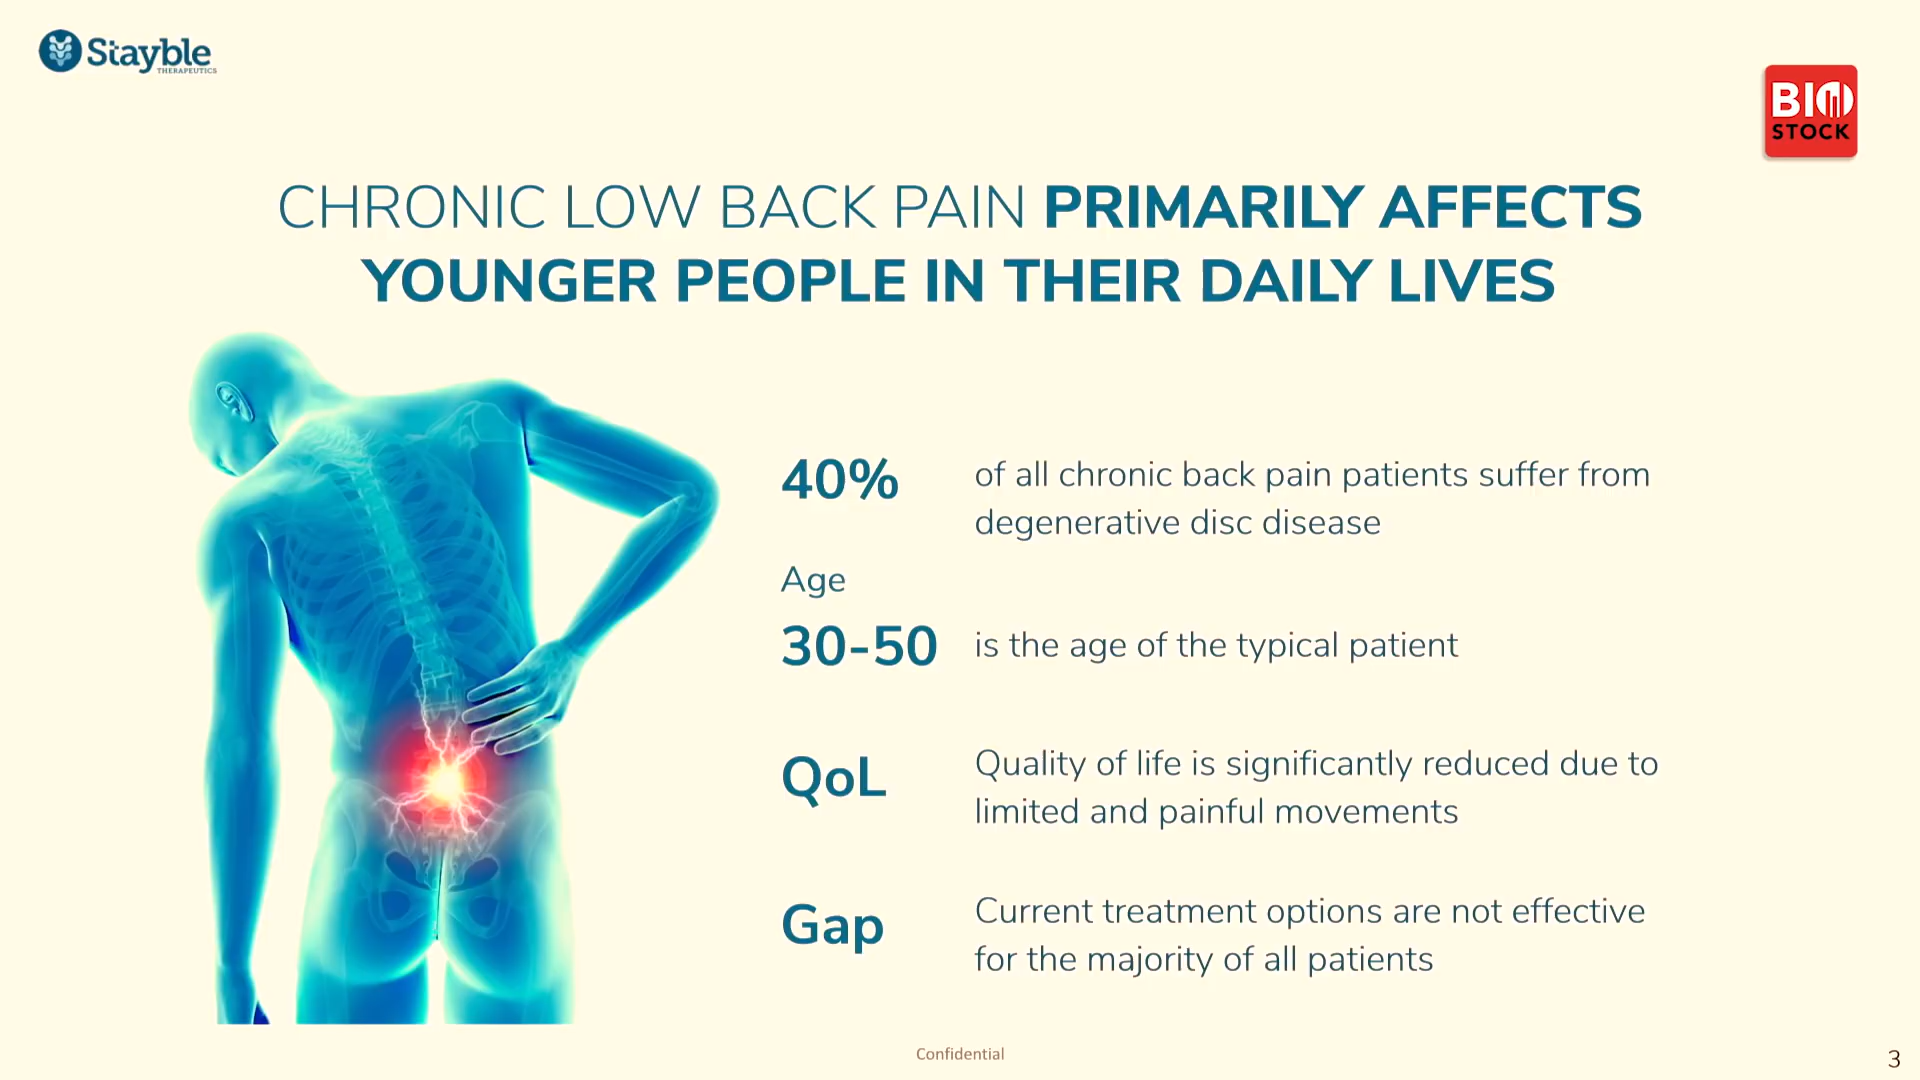 Stayble
THERAPEUTICS
BIO
STOCK
CHRONIC LOW BACK PAIN PRIMARILY AFFECTS
YOUNGER PEOPLE IN THEIR DAILY LIVES
40% of all chronic back pain patients suffer from
degenerative disc disease
Age
30-50 is the age of the typical patient
QoL Quality of life is significantly reduced due to
limited and painful movements
Gap Current treatment options are not effective
for the majority of all patients
Confidential
3